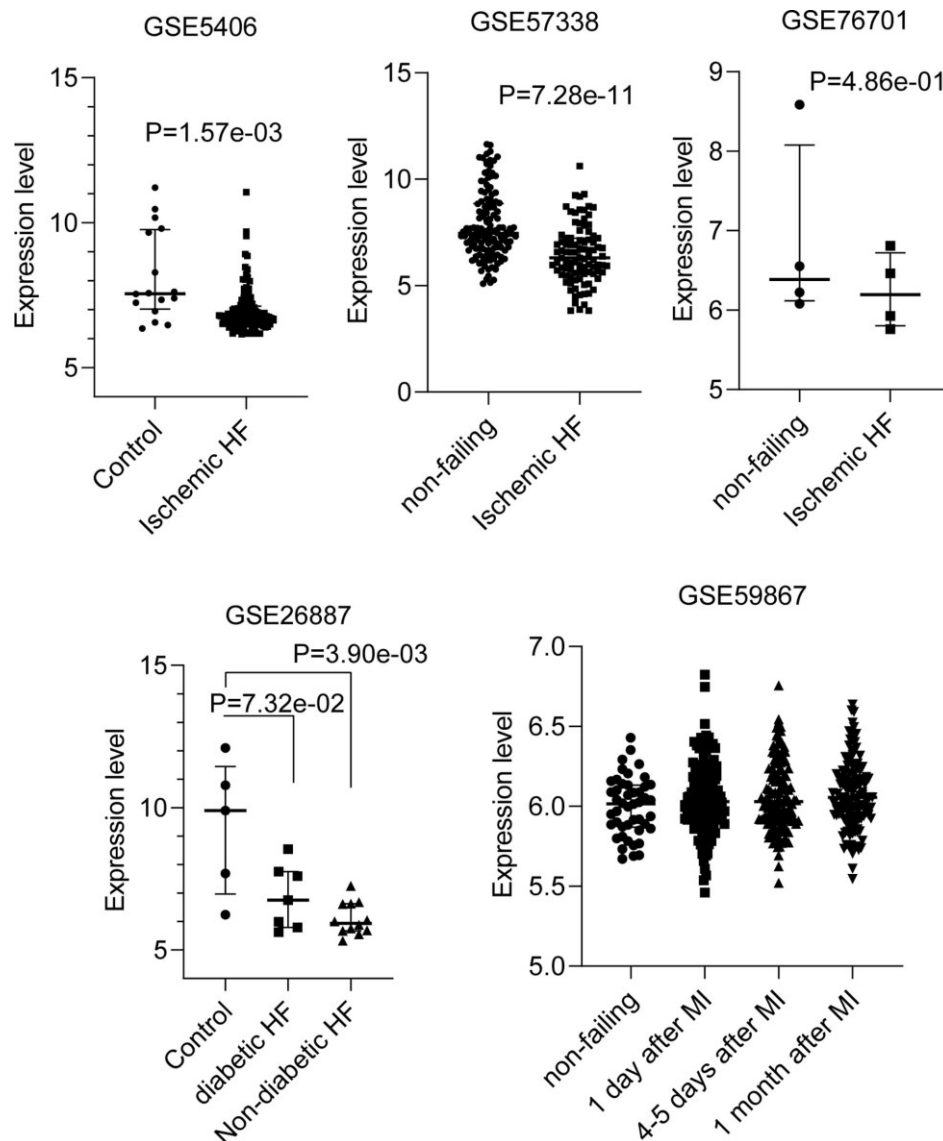 GSE5406
P=1.57e-03
Expression level
15
10
5
Control
Ischemic HF
GSE57338
P=7.28e-11
Expression level
15
10
5
0
non-failing
Ischemic HF
GSE76701
P=4.86e-01
Expression level
9
8
7
6
5
non-failing
Ischemic HF
GSE26887
P=3.90e-03
P=7.32e-02
Expression level
15
10
5
Control
diabetic HF
Non-diabetic HF
GSE59867
Expression level
7.0
6.5
6.0
5.5
5.0
non-failing
1 day after MI
4-5 days after MI
1 month after MI